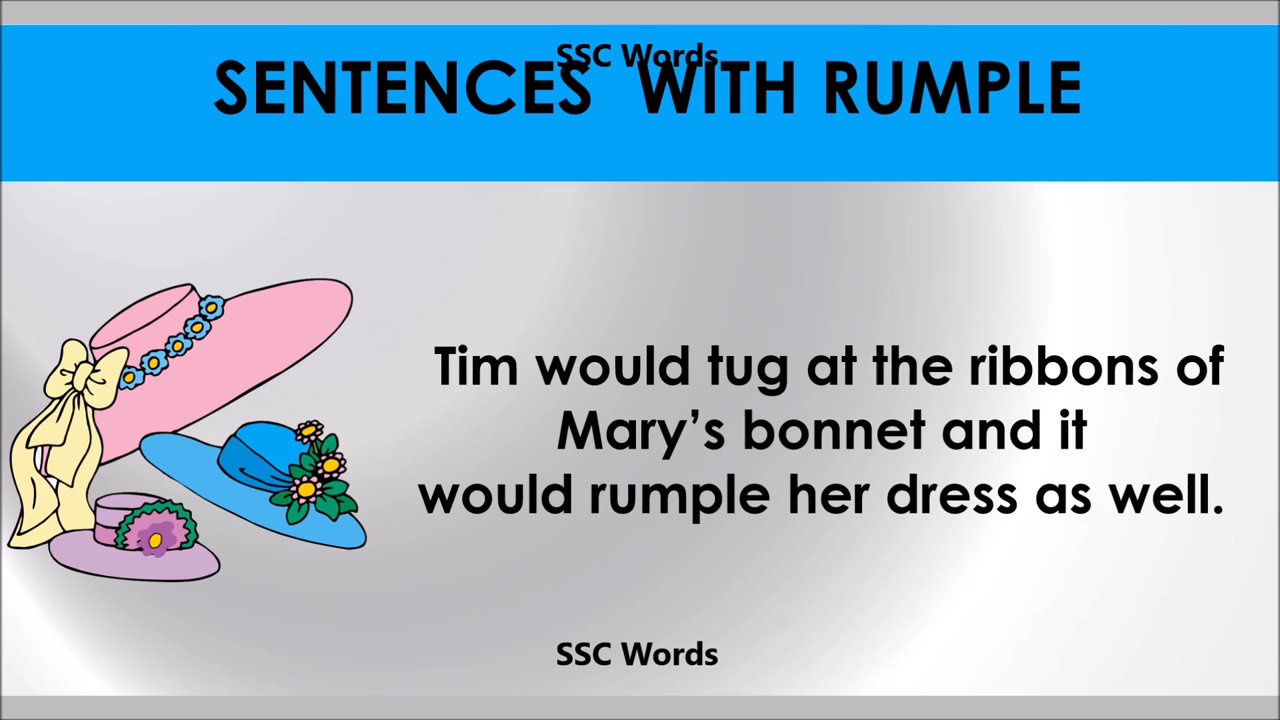 SSC Words
SENTENCES WITH RUMPLE
Tim would tug at the ribbons of
Mary’s bonnet and it
would rumple her dress as well.
SSC Words